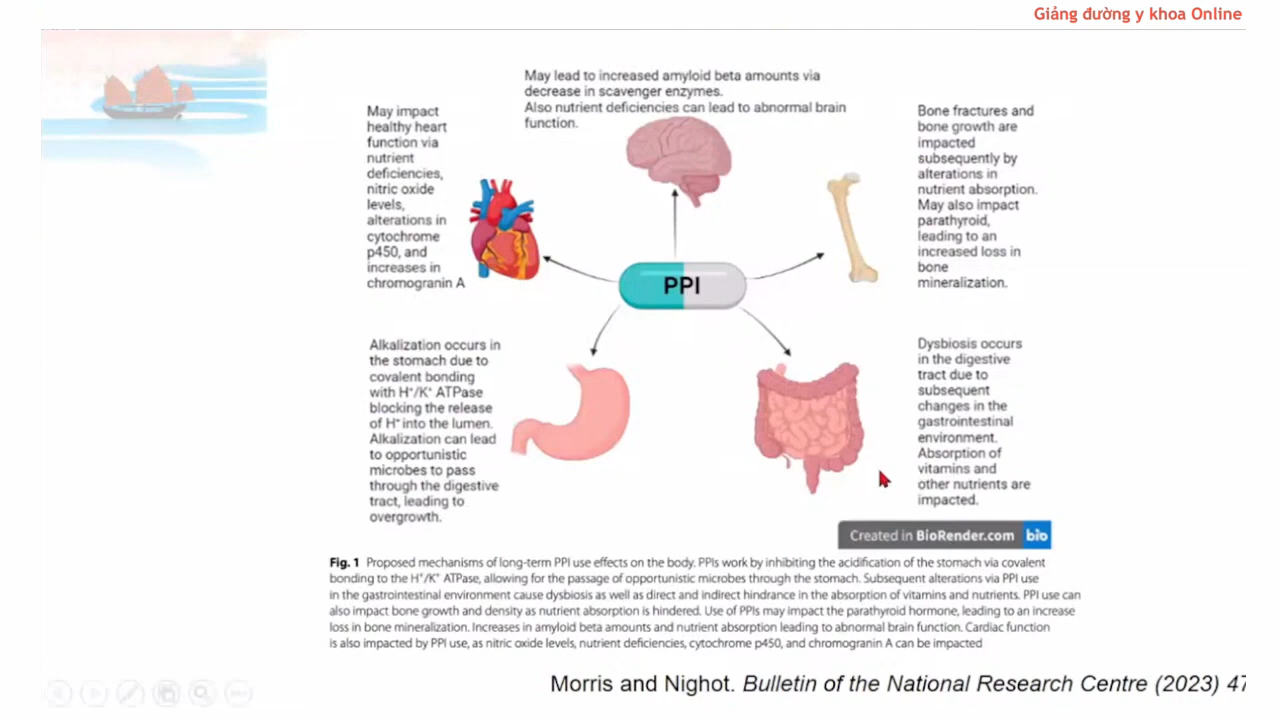 Giảng đường y khoa Online
May lead to increased amyloid beta amounts via
decrease in scavenger enzymes.
Also nutrient deficiencies can lead to abnormal brain
function.
May impact
healthy heart
function via
nutrient
deficiencies,
nitric oxide
levels,
alterations in
cytochrome
p450, and
increases in
chromogranin A
Bone fractures and
bone growth are
impacted
subsequently by
alterations in
nutrient absorption.
May also impact
parathyroid,
leading to an
increased loss in
bone
mineralization.
PPI
Alkalization occurs in
the stomach due to
covalent bonding
with H⁺/K⁺ ATPase
blocking the release
of H⁺ into the lumen.
Alkalization can lead
to opportunistic
microbes to pass
through the digestive
tract, leading to
overgrowth.
Dysbiosis occurs
in the digestive
tract due to
subsequent
changes in the
gastrointestinal
environment.
Absorption of
vitamins and
other nutrients are
impacted.
Created in BioRender.com bio
Fig. 1 Proposed mechanisms of long-term PPI use effects on the body. PPIs work by inhibiting the acidification of the stomach via covalent
bonding to the H⁺/K⁺ ATPase, allowing for the passage of opportunistic microbes through the stomach. Subsequent alterations via PPI use
in the gastrointestinal environment cause dysbiosis as well as direct and indirect hindrance in the absorption of vitamins and nutrients. PPI use can
also impact bone growth and density as nutrient absorption is hindered. Use of PPIs may impact the parathyroid hormone, leading to an increase
loss in bone mineralization. Increases in amyloid beta amounts and nutrient absorption leading to abnormal brain function. Cardiac function
is also impacted by PPI use, as nitric oxide levels, nutrient deficiencies, cytochrome p450, and chromogranin A can be impacted
Morris and Nighot. Bulletin of the National Research Centre (2023) 47